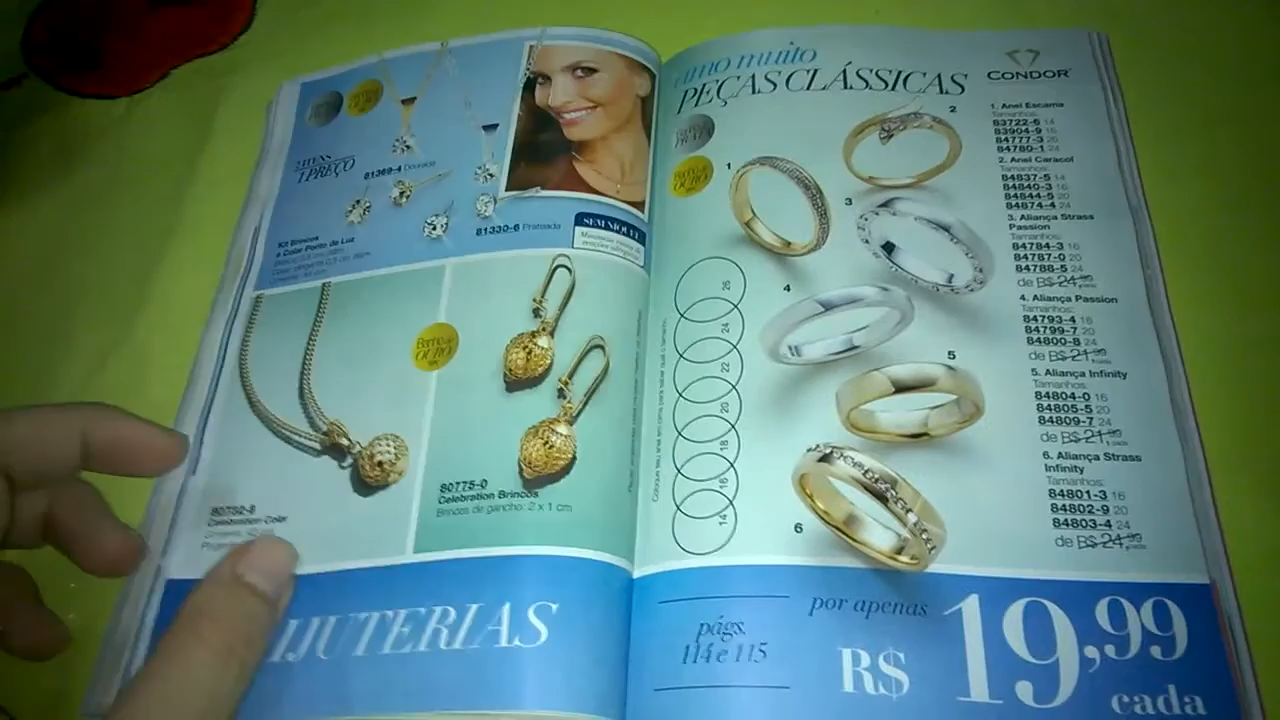 2 ITENS
1 PREÇO
81369-4 Dourada
81330-6 Prateada
Kit Brincos
e Colar Ponto de Luz
SEM NÍQUEL
Banho de
OURO
80775-0
Celebration Brincos
Brincos de gancho: 2 x 1 cm
Celebration Colar
IJUTERIAS
amo muito
PEÇAS CLÁSSICAS
CONDOR
PRATA
OURO
1
2
3
4
5
6
26
24
22
20
18
16
14
1. Anel Escama
Tamanhos:
83722-6 14
83904-9 16
84777-3 20
84780-1 24
2. Anel Caracol
Tamanhos:
84837-5 14
84840-3 16
84844-5 20
84874-4 24
3. Aliança Strass
Passion
Tamanhos:
84784-3 16
84787-0 20
84788-5 24
de R$ 24,99
4. Aliança Passion
Tamanhos:
84793-4 16
84799-7 20
84800-8 24
de R$ 21,99
5. Aliança Infinity
Tamanhos:
84804-0 16
84805-5 20
84809-7 24
de R$ 21,99
6. Aliança Strass
Infinity
Tamanhos:
84801-3 16
84802-9 20
84803-4 24
de R$ 24,99
págs.
114 e 115
por apenas
R$ 19,99
cada